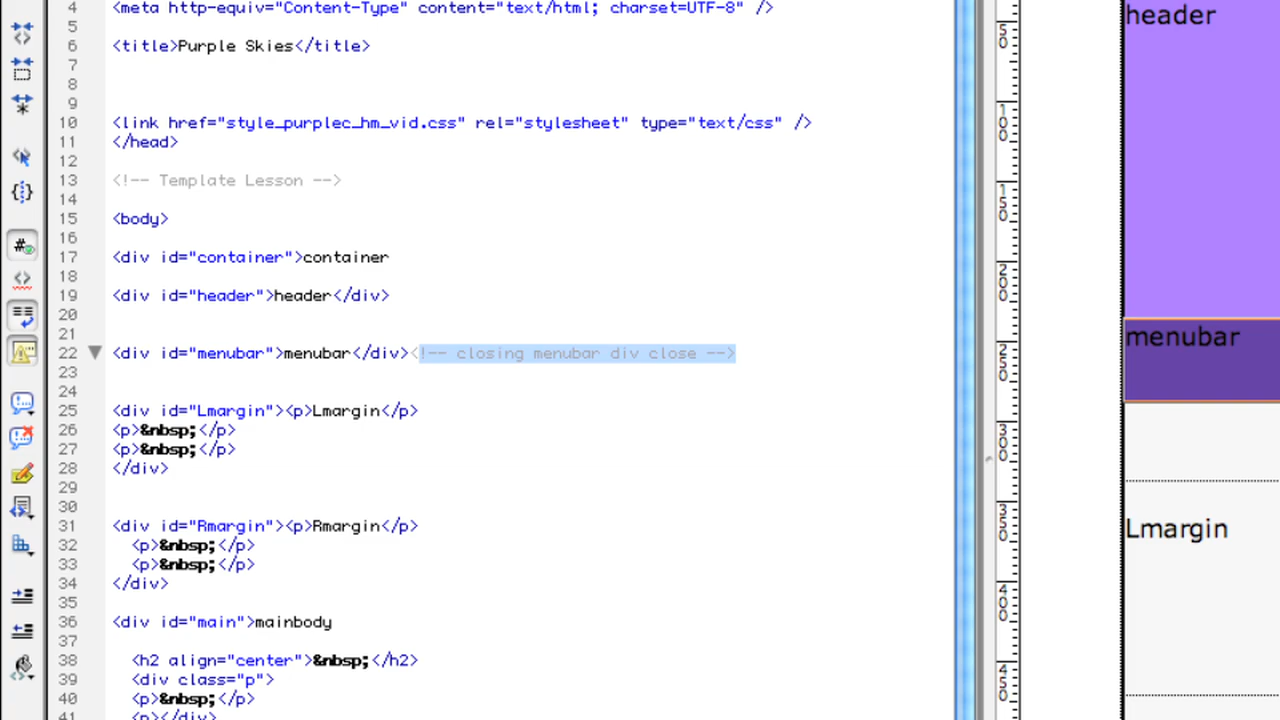 4 <meta http-equiv="Content-Type" content="text/html; charset=UTF-8" />
5
6 <title>Purple Skies</title>
7
8
9
10 <link href="style_purplec_hm_vid.css" rel="stylesheet" type="text/css" />
11 </head>
12
13 <!-- Template Lesson -->
14
15 <body>
16
17 <div id="container">container
18
19 <div id="header">header</div>
20
21
22 <div id="menubar">menubar</div><!-- closing menubar div close -->
23
24
25 <div id="Lmargin"><p>Lmargin</p>
26 <p>&nbsp;</p>
27 <p>&nbsp;</p>
28 </div>
29
30
31 <div id="Rmargin"><p>Rmargin</p>
32 <p>&nbsp;</p>
33 <p>&nbsp;</p>
34 </div>
35
36 <div id="main">mainbody
37
38 <h2 align="center">&nbsp;</h2>
39 <div class="p">
40 <p>&nbsp;</p>
41 <p></div>
50
100
150
200
250
300
350
400
450
header
menubar
Lmargin